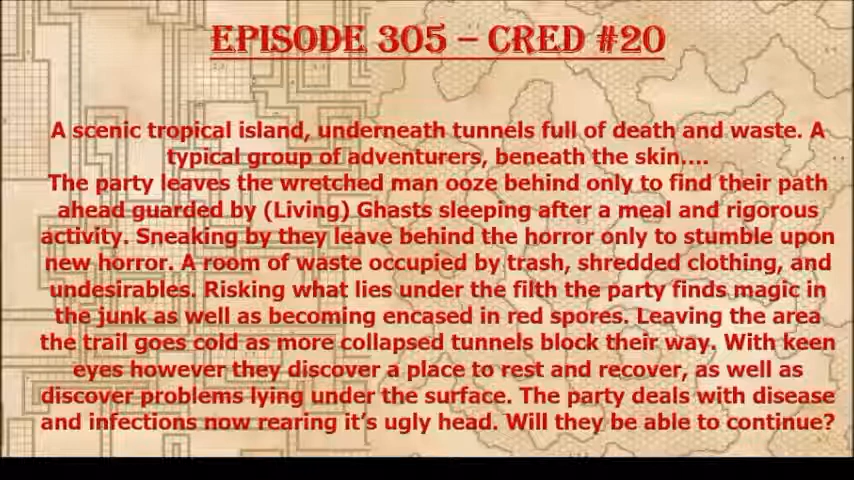 EPISODE 305 – CRED #20
A scenic tropical island, underneath tunnels full of death and waste. A
typical group of adventurers, beneath the skin....
The party leaves the wretched man ooze behind only to find their path
ahead guarded by (Living) Ghasts sleeping after a meal and rigorous
activity. Sneaking by they leave behind the horror only to stumble upon
new horror. A room of waste occupied by trash, shredded clothing, and
undesirables. Risking what lies under the filth the party finds magic in
the junk as well as becoming encased in red spores. Leaving the area
the trail goes cold as more collapsed tunnels block their way. With keen
eyes however they discover a place to rest and recover, as well as
discover problems lying under the surface. The party deals with disease
and infections now rearing it’s ugly head. Will they be able to continue?